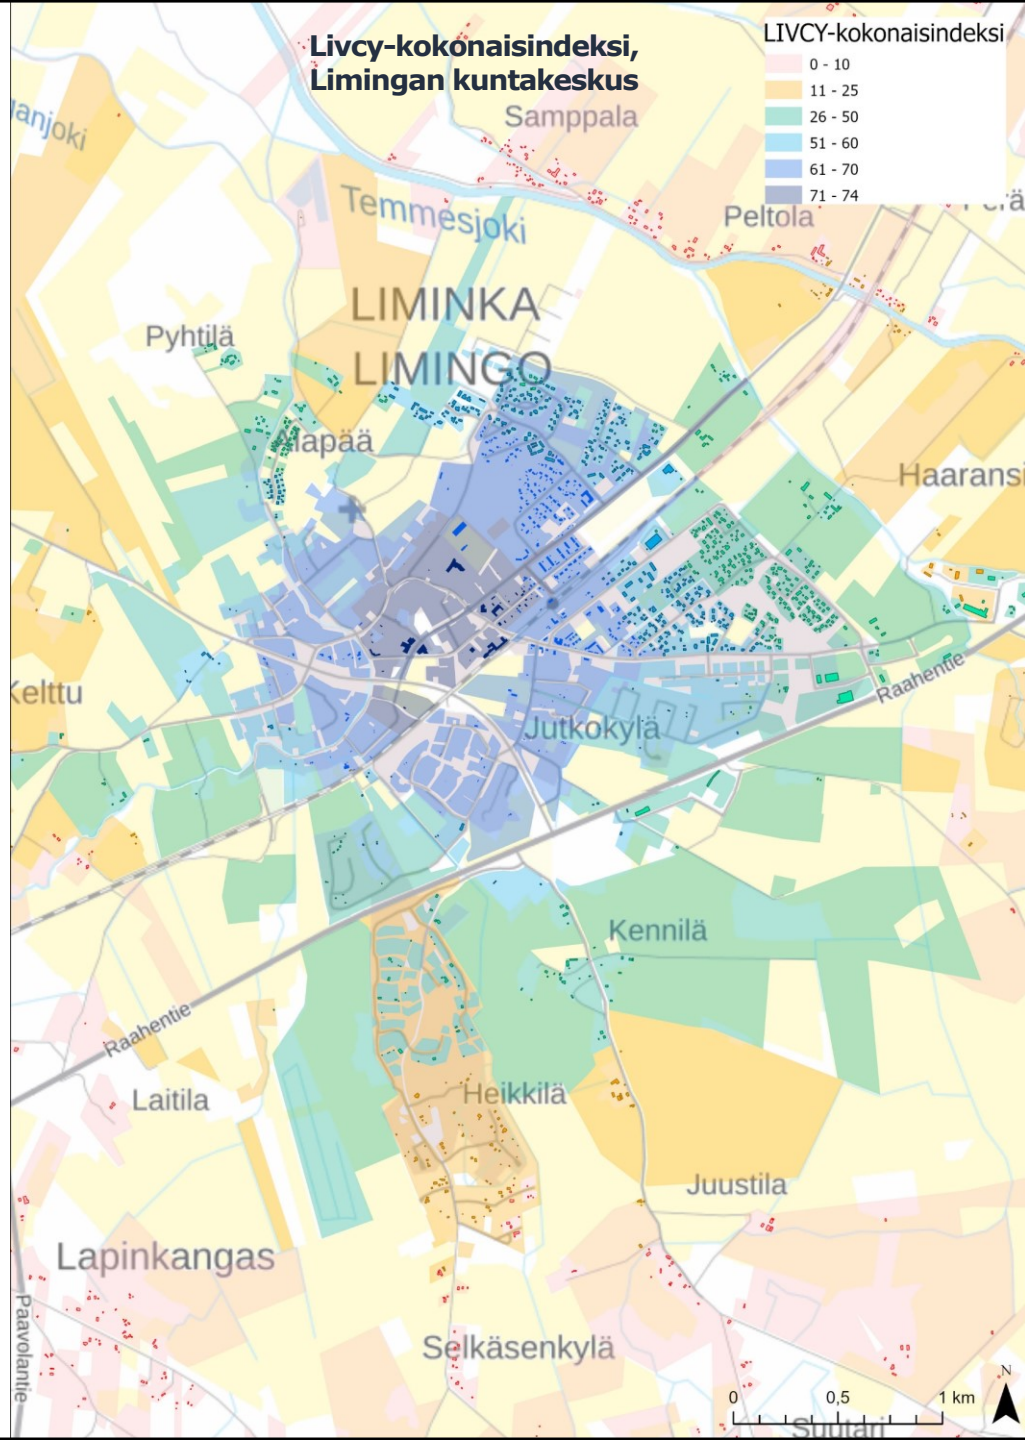 Livcy-kokonaisindeksi,
Limingan kuntakeskus
LIVCY-kokonaisindeksi
0 - 10
11 - 25
26 - 50
51 - 60
61 - 70
71 - 74
Samppala
anjoki
Temmesjoki
Peltola
LIMINKA
LIMINGO
Pyhtilä
Alapää
Haaransi
Kelttu
Raahentie
Jutkokylä
Kennilä
Raahentie
Laitila
Heikkilä
Juustila
Lapinkangas
Paavolantie
Selkäsenkylä
N
0 0,5 1 km
Suutari